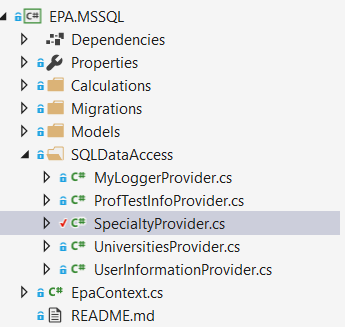 EPA.MSSQL
Dependencies
Properties
Calculations
Migrations
Models
SQLDataAccess
C# MyLoggerProvider.cs
C# ProfTestInfoProvider.cs
C# SpecialtyProvider.cs
C# UniversitiesProvider.cs
C# UserInformationProvider.cs
C# EpaContext.cs
README.md